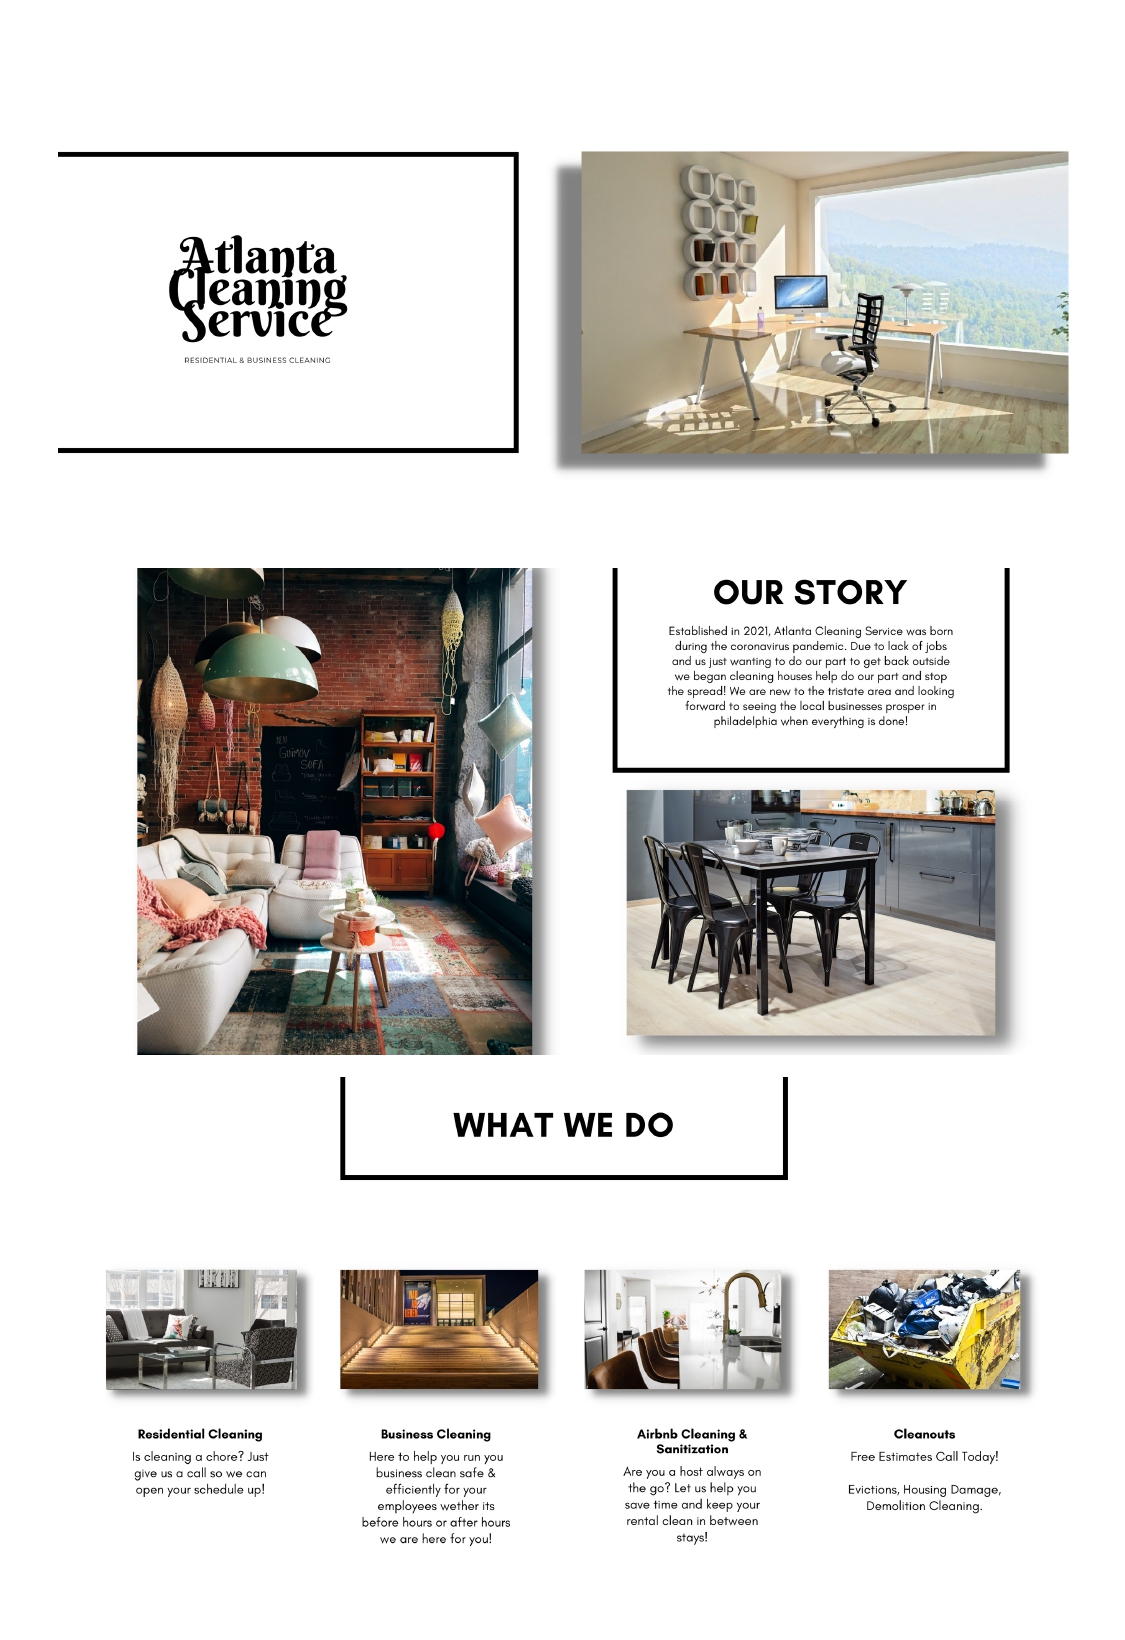 Atlanta
Cleaning
Service
RESIDENTIAL & BUSINESS CLEANING
OUR STORY
Established in 2021, Atlanta Cleaning Service was born
during the coronavirus pandemic. Due to lack of jobs
and us just wanting to do our part to get back outside
we began cleaning houses help do our part and stop
the spread! We are new to the tristate area and looking
forward to seeing the local businesses prosper in
philadelphia when everything is done!
GUIMOV
SOFA
WHAT WE DO
Residential Cleaning
Is cleaning a chore? Just
give us a call so we can
open your schedule up!
Business Cleaning
Here to help you run you
business clean safe &
efficiently for your
employees wether its
before hours or after hours
we are here for you!
Airbnb Cleaning &
Sanitization
Are you a host always on
the go? Let us help you
save time and keep your
rental clean in between
stays!
Cleanouts
Free Estimates Call Today!
Evictions, Housing Damage,
Demolition Cleaning.